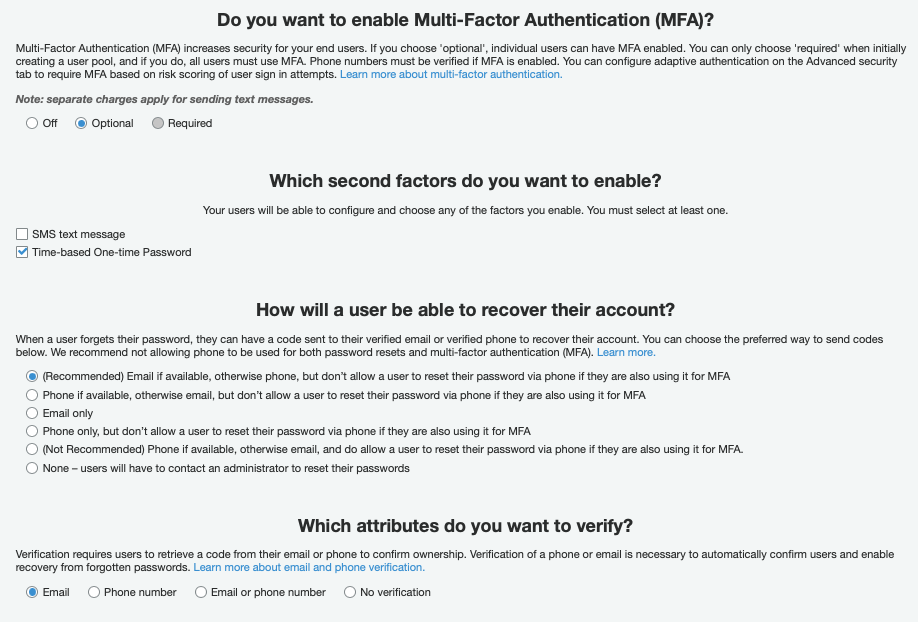 Do you want to enable Multi-Factor Authentication (MFA)?
Multi-Factor Authentication (MFA) increases security for your end users. If you choose 'optional', individual users can have MFA enabled. You can only choose 'required' when initially
creating a user pool, and if you do, all users must use MFA. Phone numbers must be verified if MFA is enabled. You can configure adaptive authentication on the Advanced security
tab to require MFA based on risk scoring of user sign in attempts. Learn more about multi-factor authentication.
Note: separate charges apply for sending text messages.
Off Optional Required
Which second factors do you want to enable?
Your users will be able to configure and choose any of the factors you enable. You must select at least one.
SMS text message
Time-based One-time Password
How will a user be able to recover their account?
When a user forgets their password, they can have a code sent to their verified email or verified phone to recover their account. You can choose the preferred way to send codes
below. We recommend not allowing phone to be used for both password resets and multi-factor authentication (MFA). Learn more.
(Recommended) Email if available, otherwise phone, but don’t allow a user to reset their password via phone if they are also using it for MFA
Phone if available, otherwise email, but don’t allow a user to reset their password via phone if they are also using it for MFA
Email only
Phone only, but don’t allow a user to reset their password via phone if they are also using it for MFA
(Not Recommended) Phone if available, otherwise email, and do allow a user to reset their password via phone if they are also using it for MFA.
None – users will have to contact an administrator to reset their passwords
Which attributes do you want to verify?
Verification requires users to retrieve a code from their email or phone to confirm ownership. Verification of a phone or email is necessary to automatically confirm users and enable
recovery from forgotten passwords. Learn more about email and phone verification.
Email Phone number Email or phone number No verification